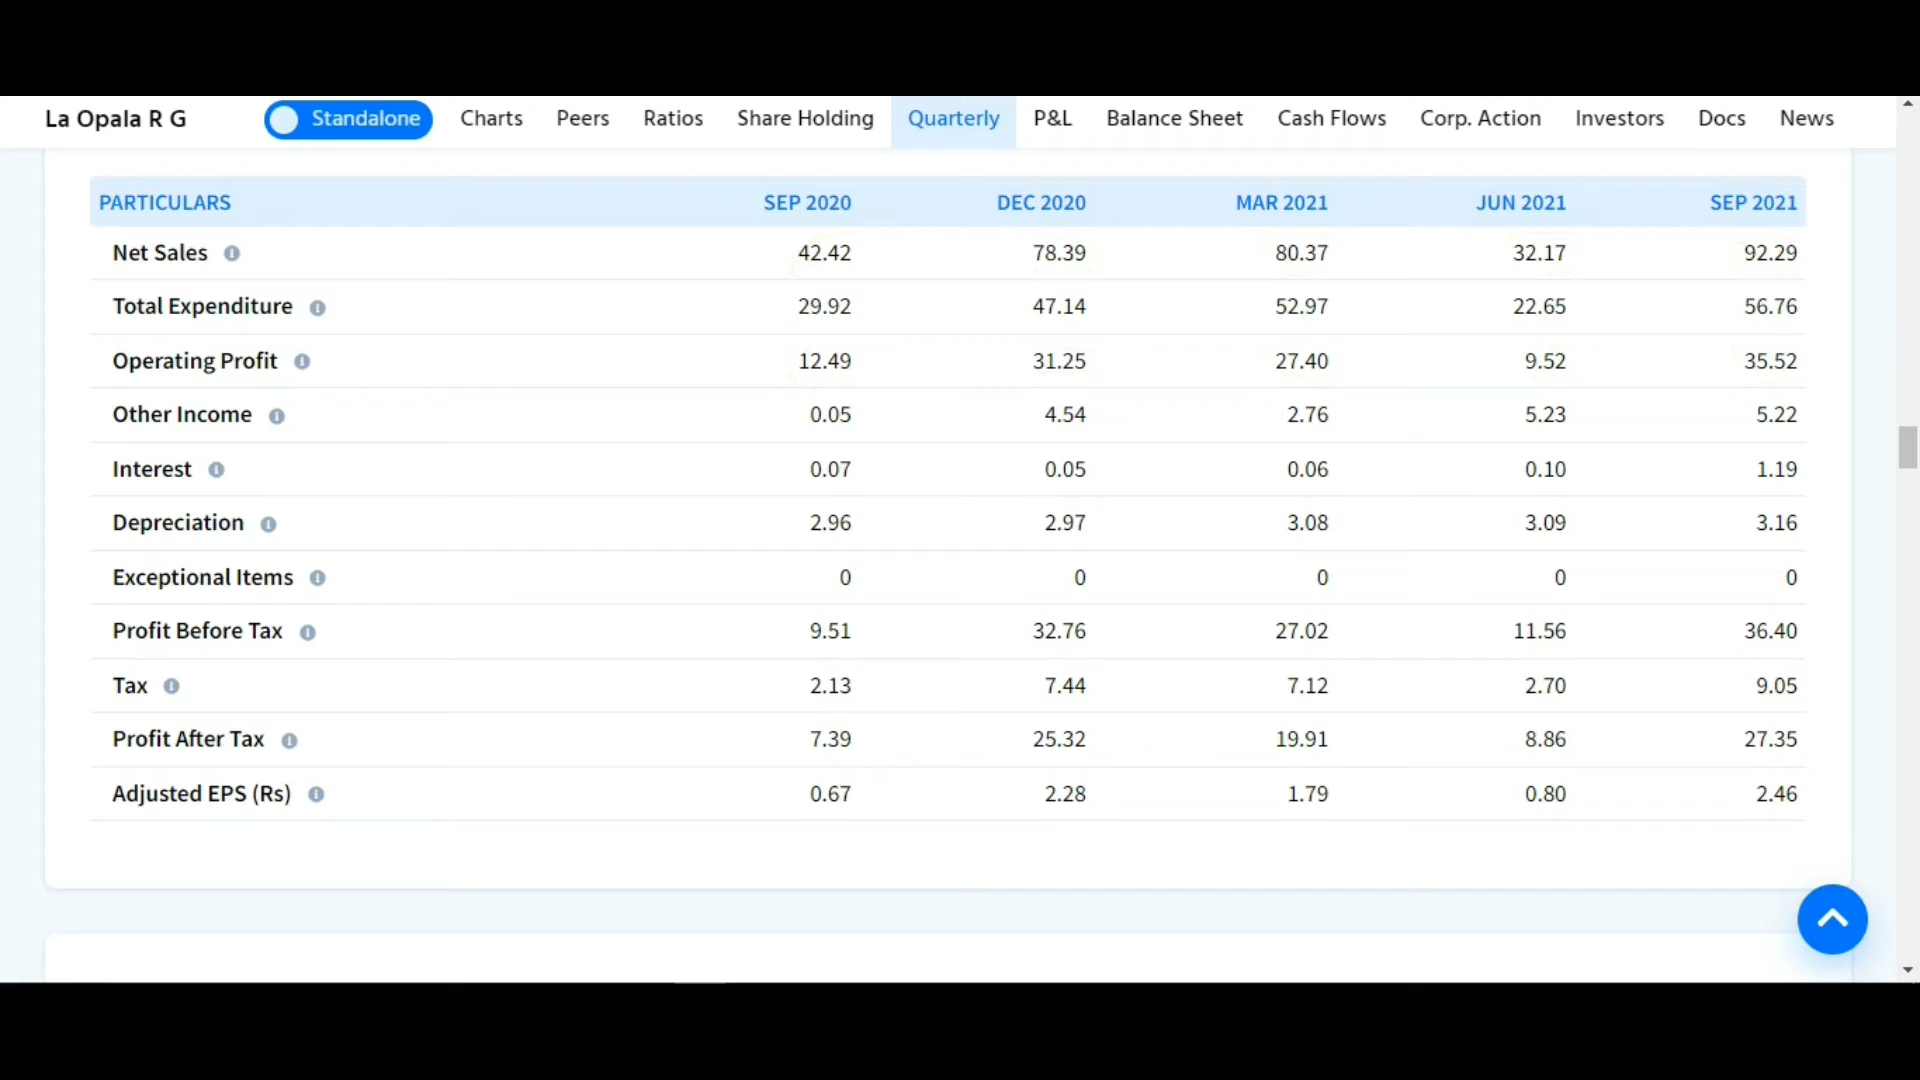 La Opala R G Standalone Charts Peers Ratios Share Holding Quarterly P&L Balance Sheet Cash Flows Corp. Action Investors Docs News
PARTICULARS SEP 2020 DEC 2020 MAR 2021 JUN 2021 SEP 2021
Net Sales 42.42 78.39 80.37 32.17 92.29
Total Expenditure 29.92 47.14 52.97 22.65 56.76
Operating Profit 12.49 31.25 27.40 9.52 35.52
Other Income 0.05 4.54 2.76 5.23 5.22
Interest 0.07 0.05 0.06 0.10 1.19
Depreciation 2.96 2.97 3.08 3.09 3.16
Exceptional Items 0 0 0 0 0
Profit Before Tax 9.51 32.76 27.02 11.56 36.40
Tax 2.13 7.44 7.12 2.70 9.05
Profit After Tax 7.39 25.32 19.91 8.86 27.35
Adjusted EPS (Rs) 0.67 2.28 1.79 0.80 2.46